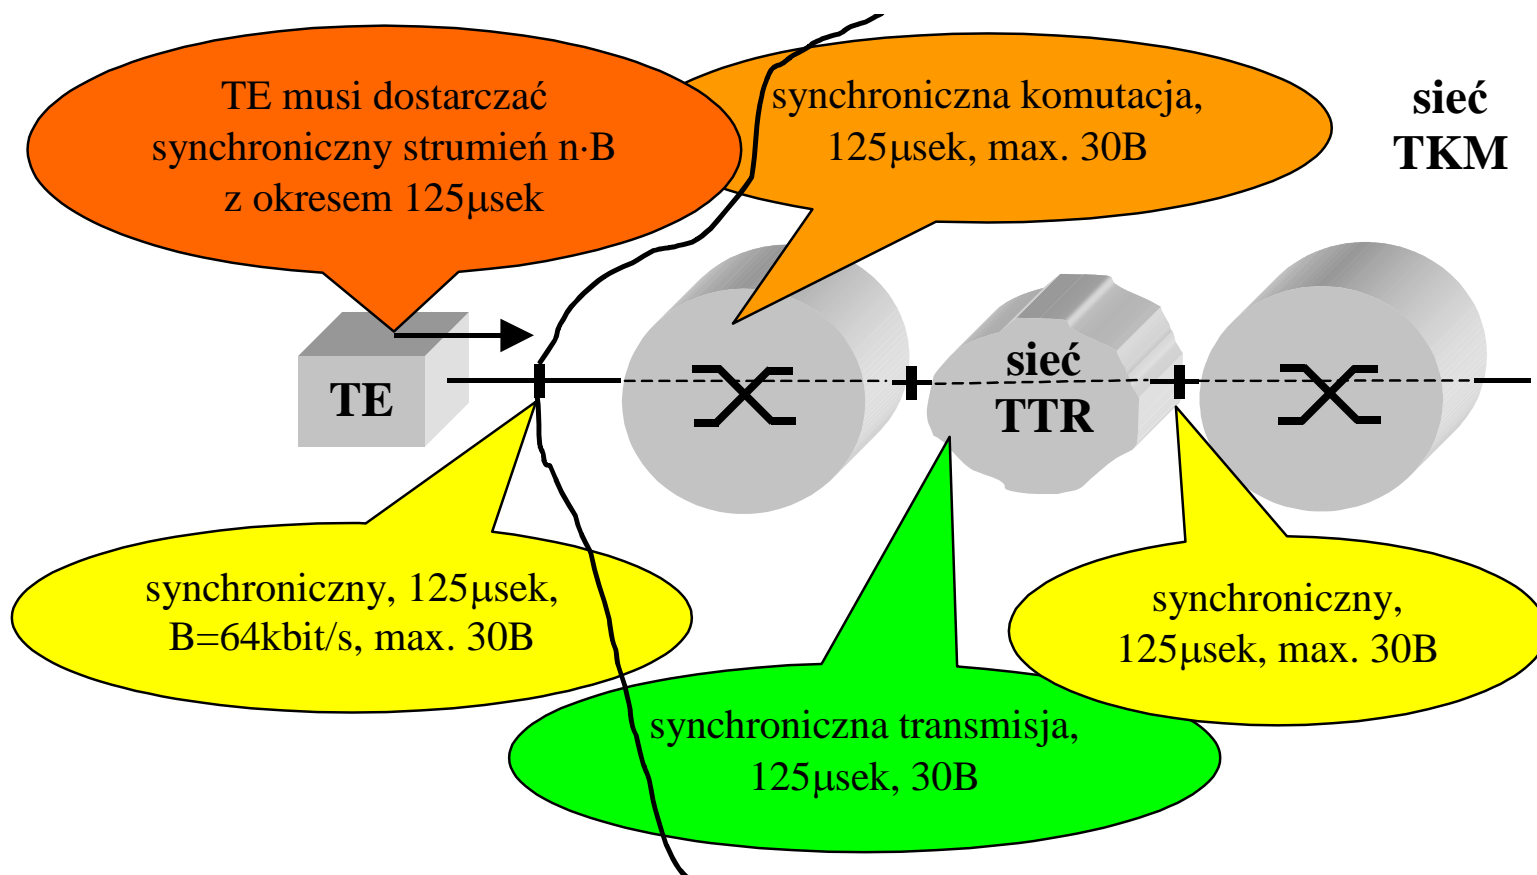 TE musi dostarczać
synchroniczny strumień n·B
z okresem 125μsek
synchroniczna komutacja,
125μsek, max. 30B
sieć
TKM
TE
sieć
TTR
synchroniczny, 125μsek,
B=64kbit/s, max. 30B
synchroniczny,
125μsek, max. 30B
synchroniczna transmisja,
125μsek, 30B